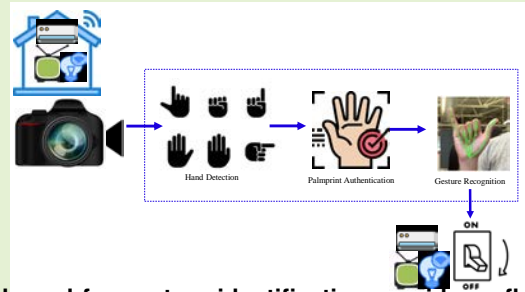 Hand Detection
Palmprint Authentication
Gesture Recognition
ON
OFF